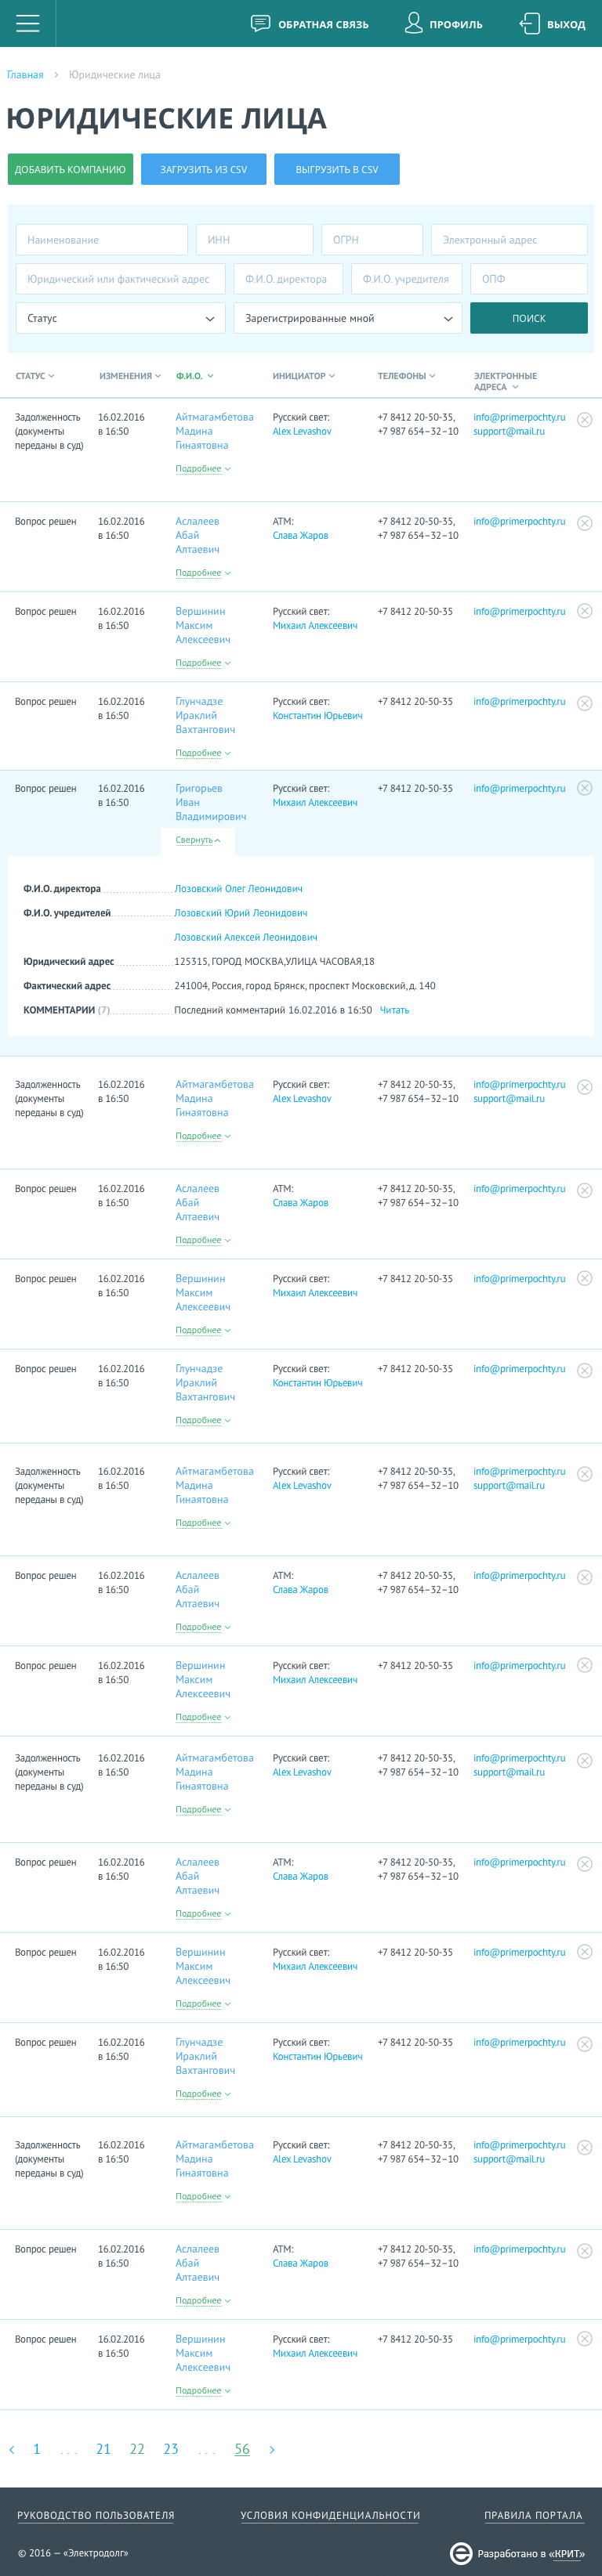 ОБРАТНАЯ СВЯЗЬ ПРОФИЛЬ ВЫХОД
Главная > Юридические лица
ЮРИДИЧЕСКИЕ ЛИЦА
ДОБАВИТЬ КОМПАНИЮ ЗАГРУЗИТЬ ИЗ CSV ВЫГРУЗИТЬ В CSV
Наименование ИНН ОГРН Электронный адрес
Юридический или фактический адрес Ф.И.О. директора Ф.И.О. учредителя ОПФ
Статус Зарегистрированные мной ПОИСК
СТАТУС ИЗМЕНЕНИЯ Ф.И.О. ИНИЦИАТОР ТЕЛЕФОНЫ ЭЛЕКТРОННЫЕ
АДРЕСА
Задолженность 16.02.2016 Айтмагамбетова Русский свет: +7 8412 20-50-35, info@primerpochty.ru
(документы в 16:50 Мадина Alex Levashov +7 987 654–32–10 support@mail.ru
переданы в суд) Гинаятовна
Подробнее
Вопрос решен 16.02.2016 Аслалеев АТМ: +7 8412 20-50-35, info@primerpochty.ru
в 16:50 Абай Слава Жаров +7 987 654–32–10
Алтаевич
Подробнее
Вопрос решен 16.02.2016 Вершинин Русский свет: +7 8412 20-50-35 info@primerpochty.ru
в 16:50 Максим Михаил Алексеевич
Алексеевич
Подробнее
Вопрос решен 16.02.2016 Глунчадзе Русский свет: +7 8412 20-50-35 info@primerpochty.ru
в 16:50 Ираклий Константин Юрьевич
Вахтангович
Подробнее
Вопрос решен 16.02.2016 Григорьев Русский свет: +7 8412 20-50-35 info@primerpochty.ru
в 16:50 Иван Михаил Алексеевич
Владимирович
Свернуть
Ф.И.О. директора Лозовский Олег Леонидович
Ф.И.О. учредителей Лозовский Юрий Леонидович
Лозовский Алексей Леонидович
Юридический адрес 125315, ГОРОД МОСКВА,УЛИЦА ЧАСОВАЯ,18
Фактический адрес 241004, Россия, город Брянск, проспект Московский,д. 140
КОММЕНТАРИИ (7) Последний комментарий 16.02.2016 в 16:50 Читать
Задолженность 16.02.2016 Айтмагамбетова Русский свет: +7 8412 20-50-35, info@primerpochty.ru
(документы в 16:50 Мадина Alex Levashov +7 987 654–32–10 support@mail.ru
переданы в суд) Гинаятовна
Подробнее
Вопрос решен 16.02.2016 Аслалеев АТМ: +7 8412 20-50-35, info@primerpochty.ru
в 16:50 Абай Слава Жаров +7 987 654–32–10
Алтаевич
Подробнее
Вопрос решен 16.02.2016 Вершинин Русский свет: +7 8412 20-50-35 info@primerpochty.ru
в 16:50 Максим Михаил Алексеевич
Алексеевич
Подробнее
Вопрос решен 16.02.2016 Глунчадзе Русский свет: +7 8412 20-50-35 info@primerpochty.ru
в 16:50 Ираклий Константин Юрьевич
Вахтангович
Подробнее
Задолженность 16.02.2016 Айтмагамбетова Русский свет: +7 8412 20-50-35, info@primerpochty.ru
(документы в 16:50 Мадина Alex Levashov +7 987 654–32–10 support@mail.ru
переданы в суд) Гинаятовна
Подробнее
Вопрос решен 16.02.2016 Аслалеев АТМ: +7 8412 20-50-35, info@primerpochty.ru
в 16:50 Абай Слава Жаров +7 987 654–32–10
Алтаевич
Подробнее
Вопрос решен 16.02.2016 Вершинин Русский свет: +7 8412 20-50-35 info@primerpochty.ru
в 16:50 Максим Михаил Алексеевич
Алексеевич
Подробнее
Задолженность 16.02.2016 Айтмагамбетова Русский свет: +7 8412 20-50-35, info@primerpochty.ru
(документы в 16:50 Мадина Alex Levashov +7 987 654–32–10 support@mail.ru
переданы в суд) Гинаятовна
Подробнее
Вопрос решен 16.02.2016 Аслалеев АТМ: +7 8412 20-50-35, info@primerpochty.ru
в 16:50 Абай Слава Жаров +7 987 654–32–10
Алтаевич
Подробнее
Вопрос решен 16.02.2016 Вершинин Русский свет: +7 8412 20-50-35 info@primerpochty.ru
в 16:50 Максим Михаил Алексеевич
Алексеевич
Подробнее
Вопрос решен 16.02.2016 Глунчадзе Русский свет: +7 8412 20-50-35 info@primerpochty.ru
в 16:50 Ираклий Константин Юрьевич
Вахтангович
Подробнее
Задолженность 16.02.2016 Айтмагамбетова Русский свет: +7 8412 20-50-35, info@primerpochty.ru
(документы в 16:50 Мадина Alex Levashov +7 987 654–32–10 support@mail.ru
переданы в суд) Гинаятовна
Подробнее
Вопрос решен 16.02.2016 Аслалеев АТМ: +7 8412 20-50-35, info@primerpochty.ru
в 16:50 Абай Слава Жаров +7 987 654–32–10
Алтаевич
Подробнее
Вопрос решен 16.02.2016 Вершинин Русский свет: +7 8412 20-50-35 info@primerpochty.ru
в 16:50 Максим Михаил Алексеевич
Алексеевич
Подробнее
< 1 ... 21 22 23 ... 56 >
РУКОВОДСТВО ПОЛЬЗОВАТЕЛЯ УСЛОВИЯ КОНФИДЕНЦИАЛЬНОСТИ ПРАВИЛА ПОРТАЛА
© 2016 — «Электродолг» Разработано в «КРИТ»